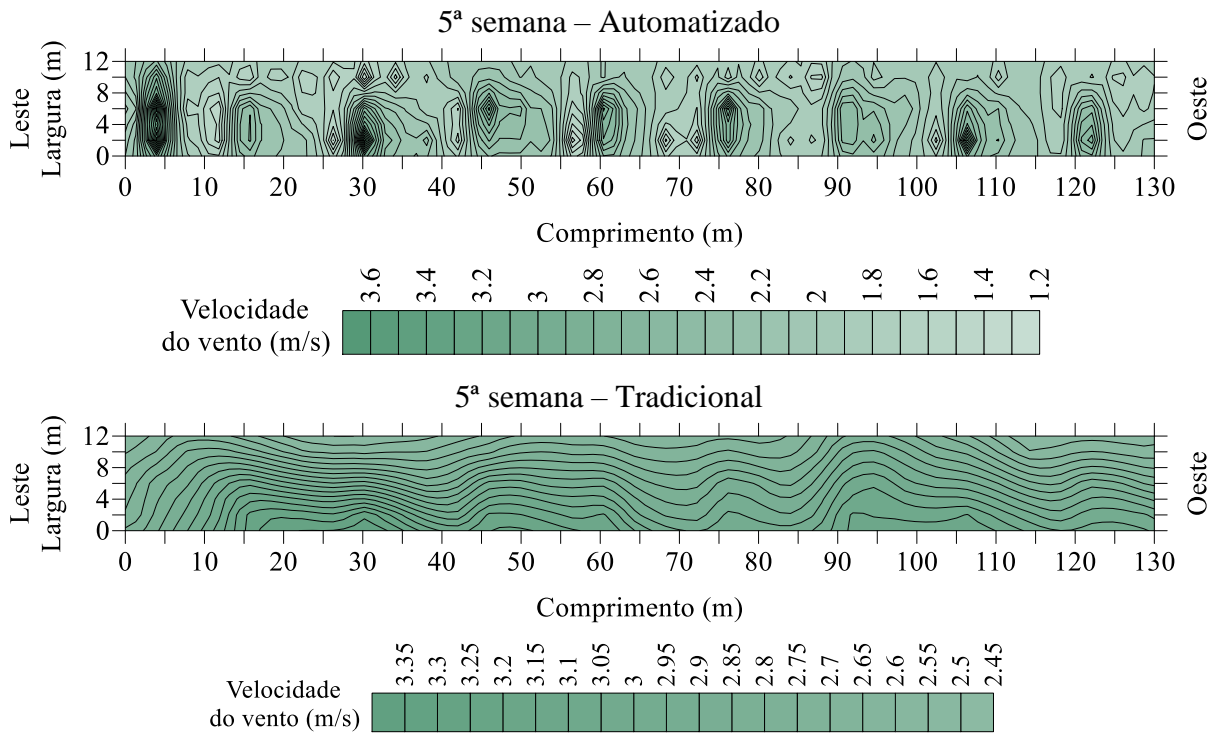 5ª semana – Automatizado
Leste
Largura (m)
12
8
4
0
Oeste
0 10 20 30 40 50 60 70 80 90 100 110 120 130
Comprimento (m)
Velocidade
do vento (m/s)
3.6 3.4 3.2 3 2.8 2.6 2.4 2.2 2 1.8 1.6 1.4 1.2
5ª semana – Tradicional
Leste
Largura (m)
12
8
4
0
Oeste
0 10 20 30 40 50 60 70 80 90 100 110 120 130
Comprimento (m)
Velocidade
do vento (m/s)
3.35 3.3 3.25 3.2 3.15 3.1 3.05 3 2.95 2.9 2.85 2.8 2.75 2.7 2.65 2.6 2.55 2.5 2.45